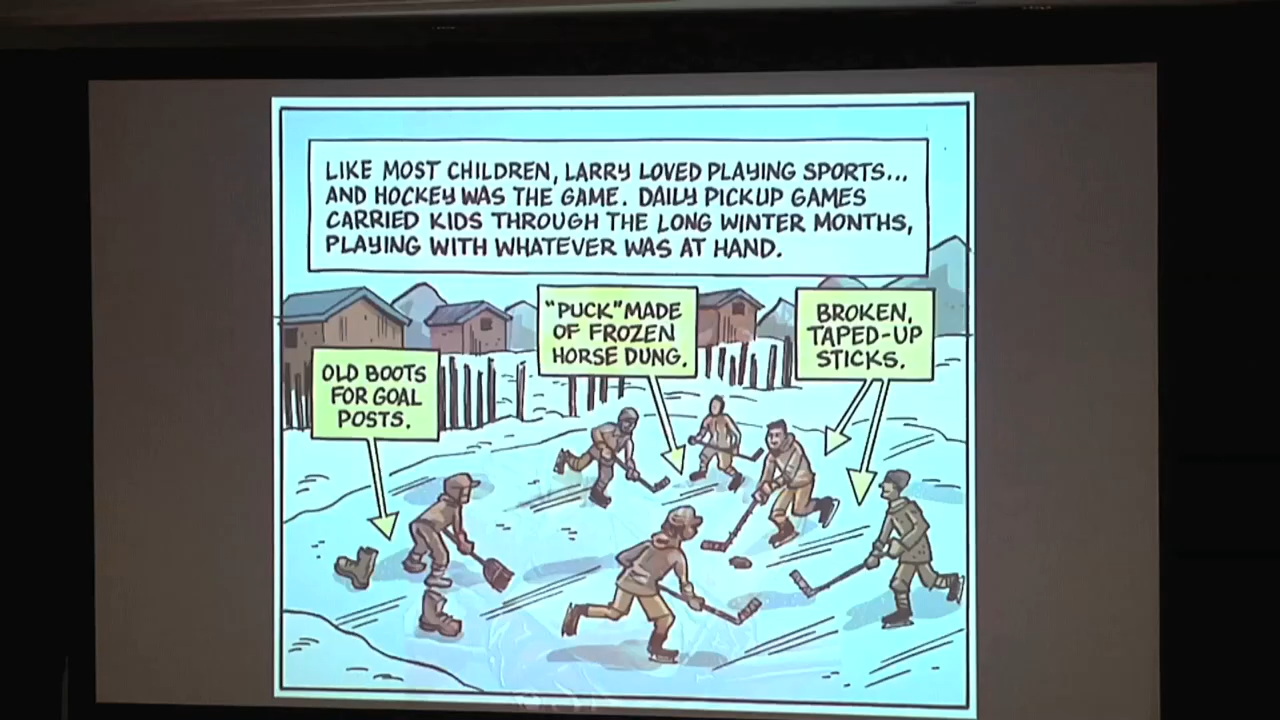 LIKE MOST CHILDREN, LARRY LOVED PLAYING SPORTS...
AND HOCKEY WAS THE GAME. DAILY PICKUP GAMES
CARRIED KIDS THROUGH THE LONG WINTER MONTHS,
PLAYING WITH WHATEVER WAS AT HAND.
OLD BOOTS
FOR GOAL
POSTS.
"PUCK" MADE
OF FROZEN
HORSE DUNG.
BROKEN,
TAPED-UP
STICKS.